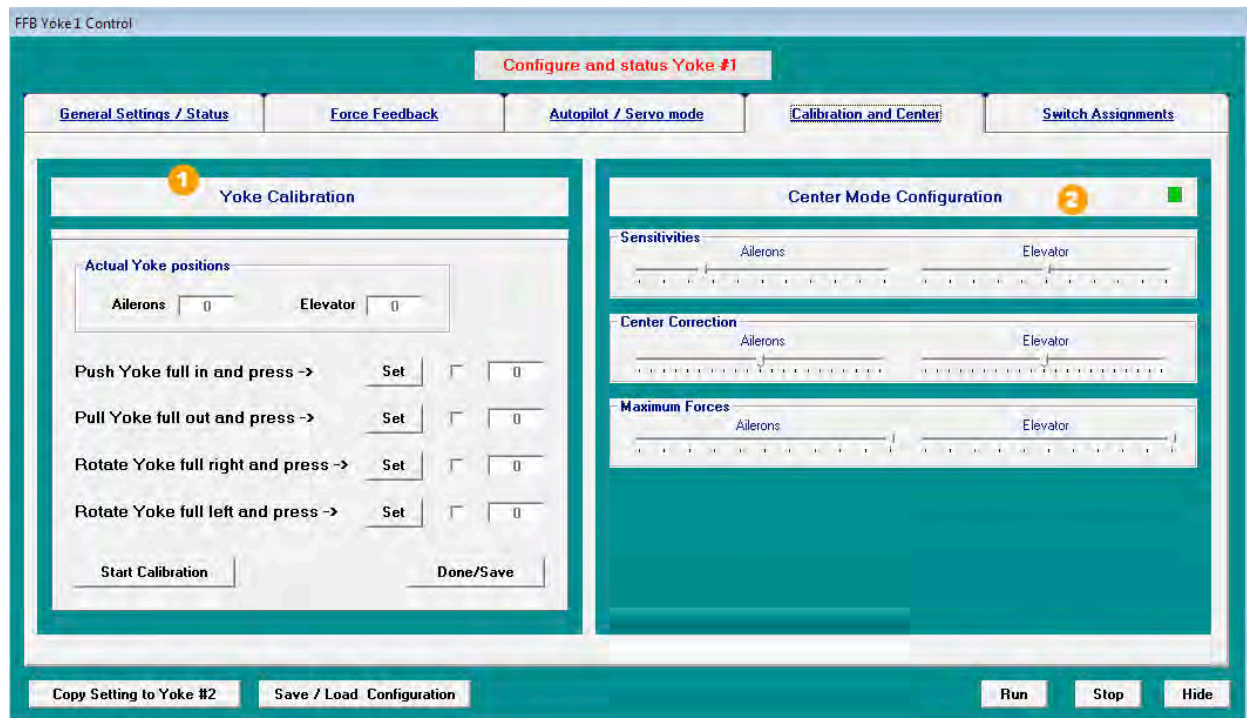 FFB Yoke1 Control
Configure and status Yoke #1
General Settings / Status
Force Feedback
Autopilot / Servo mode
Calibration and Center
Switch Assignments
1
Yoke Calibration
Actual Yoke positions
Ailerons 0 Elevator 0
Push Yoke full in and press -> Set 0
Pull Yoke full out and press -> Set 0
Rotate Yoke full right and press -> Set 0
Rotate Yoke full left and press -> Set 0
Start Calibration Done/Save
Center Mode Configuration 2
Sensitivities
Ailerons Elevator
Center Correction
Ailerons Elevator
Maximum Forces
Ailerons Elevator
Copy Setting to Yoke #2 Save / Load Configuration Run Stop Hide